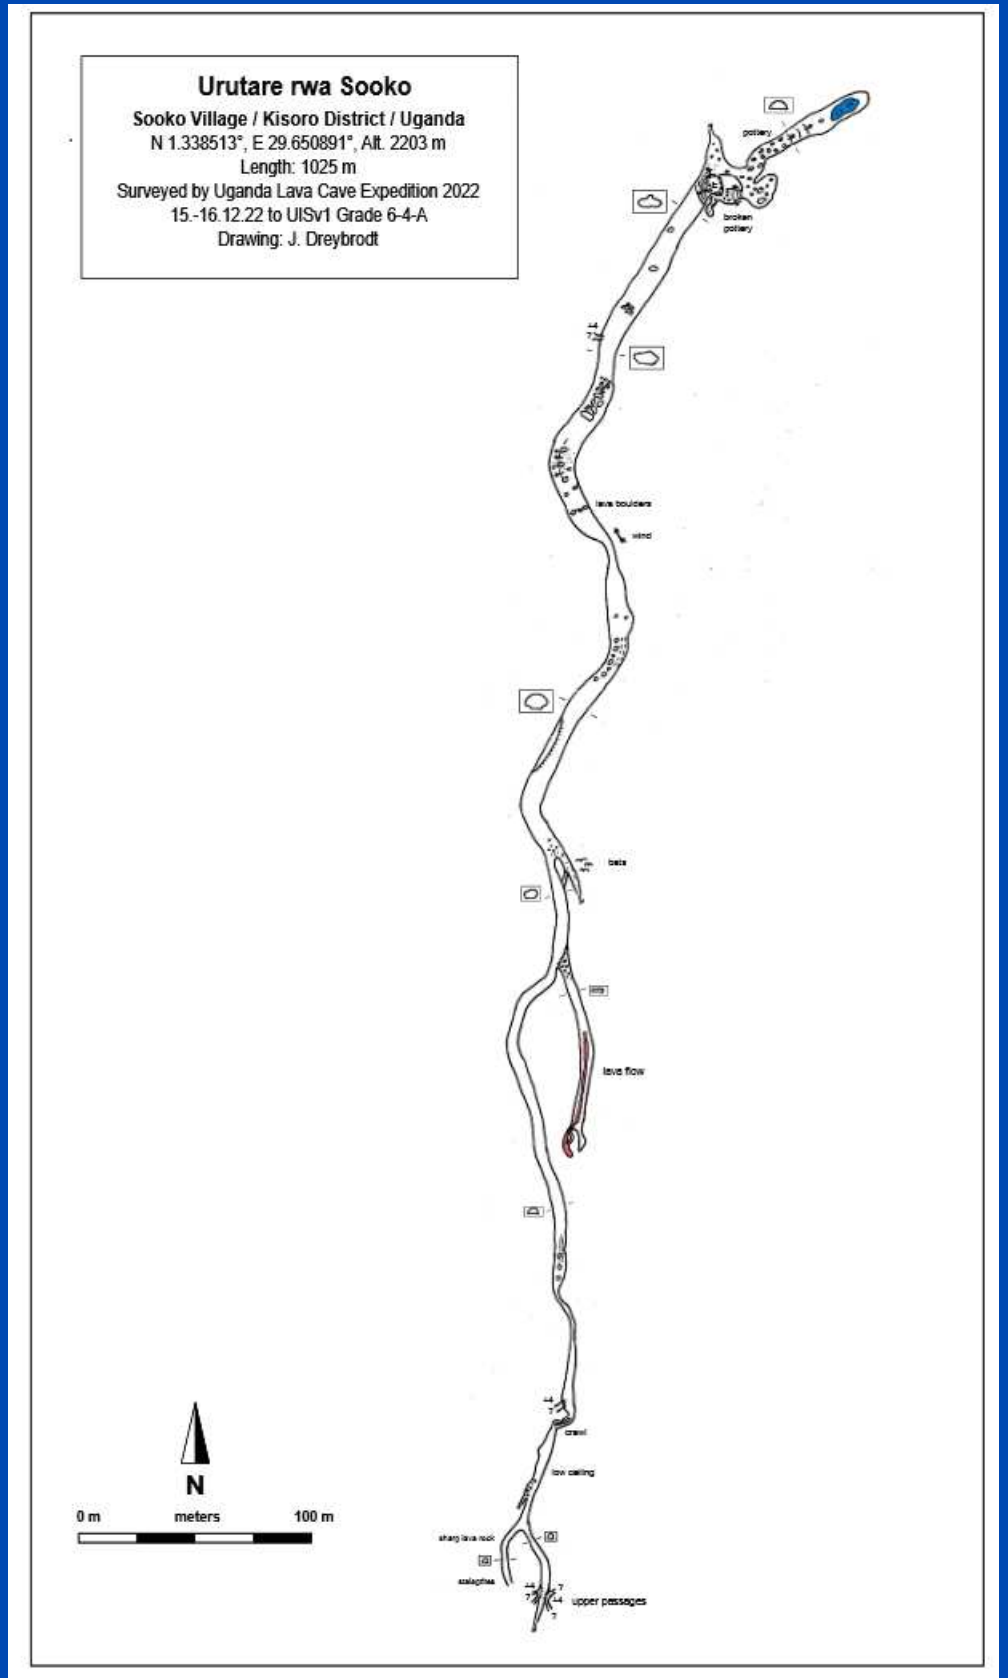 Urutare rwa Sooko
Sooko Village / Kisoro District / Uganda
N 1.338513°, E 29.650891°, Alt. 2203 m
Length: 1025 m
Surveyed by Uganda Lava Cave Expedition 2022
15.-16.12.22 to UISv1 Grade 6-4-A
Drawing: J. Dreybrodt
pottery
broken
pottery
lava boulders
wind
bats
lava flow
crawl
low ceiling
N
0 m meters 100 m
sharg lava rock
stalagtites
upper passages